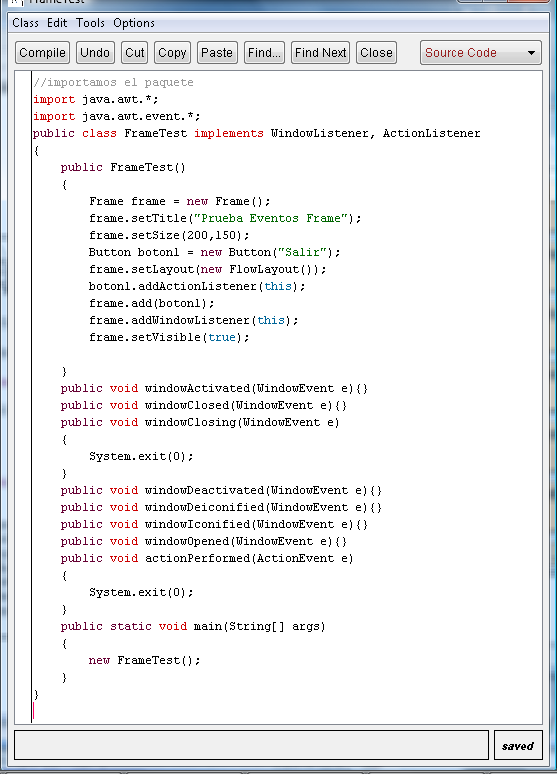 FrameTest
Class Edit Tools Options
Compile Undo Cut Copy Paste Find... Find Next Close Source Code
//importamos el paquete
import java.awt.*;
import java.awt.event.*;
public class FrameTest implements WindowListener, ActionListener
{
    public FrameTest()
    {
        Frame frame = new Frame();
        frame.setTitle("Prueba Eventos Frame");
        frame.setSize(200,150);
        Button boton1 = new Button("Salir");
        frame.setLayout(new FlowLayout());
        boton1.addActionListener(this);
        frame.add(boton1);
        frame.addWindowListener(this);
        frame.setVisible(true);
    }
    public void windowActivated(WindowEvent e){}
    public void windowClosed(WindowEvent e){}
    public void windowClosing(WindowEvent e)
    {
        System.exit(0);
    }
    public void windowDeactivated(WindowEvent e){}
    public void windowDeiconified(WindowEvent e){}
    public void windowIconified(WindowEvent e){}
    public void windowOpened(WindowEvent e){}
    public void actionPerformed(ActionEvent e)
    {
        System.exit(0);
    }
    public static void main(String[] args)
    {
        new FrameTest();
    }
}
saved